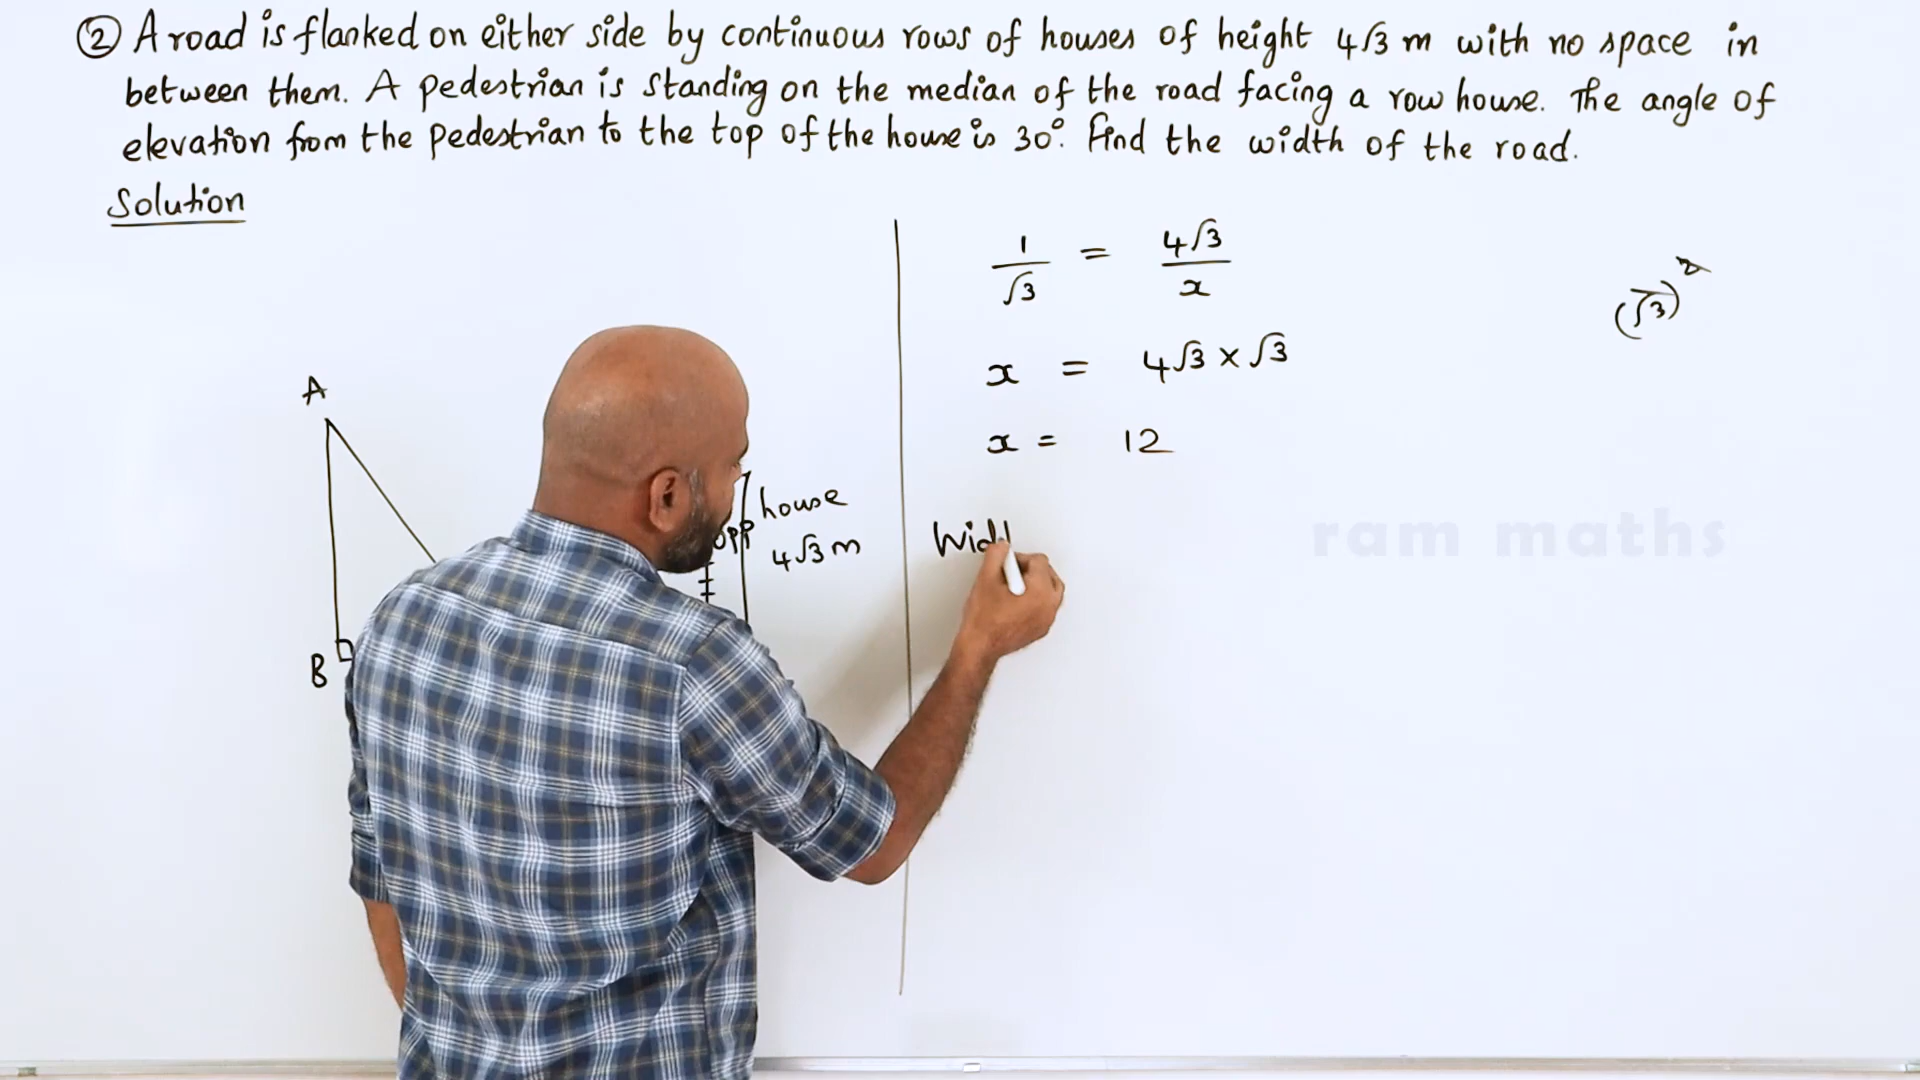 ② A road is flanked on either side by continuous rows of houses of height 4√3 m with no space in
between them. A pedestrian is standing on the median of the road facing a row house. The angle of
elevation from the pedestrian to the top of the house is 30°. Find the width of the road.
Solution
A
B
opp
house
4√3 m
1/√3 = 4√3/x
x = 4√3 × √3
x = 12
Widt
(√3)²
ram maths